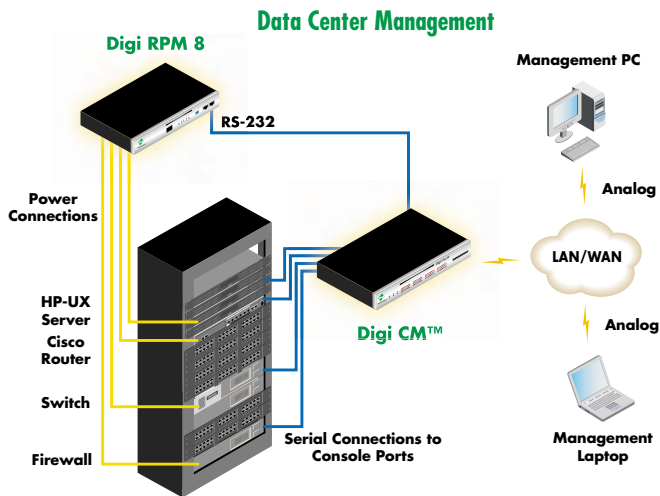 Data Center Management
Digi RPM 8
Management PC
RS-232
Power
Connections
Analog
LAN/WAN
HP-UX
Server
Cisco
Router
Digi CM™
Analog
Switch
Serial Connections to
Console Ports
Management
Laptop
Firewall